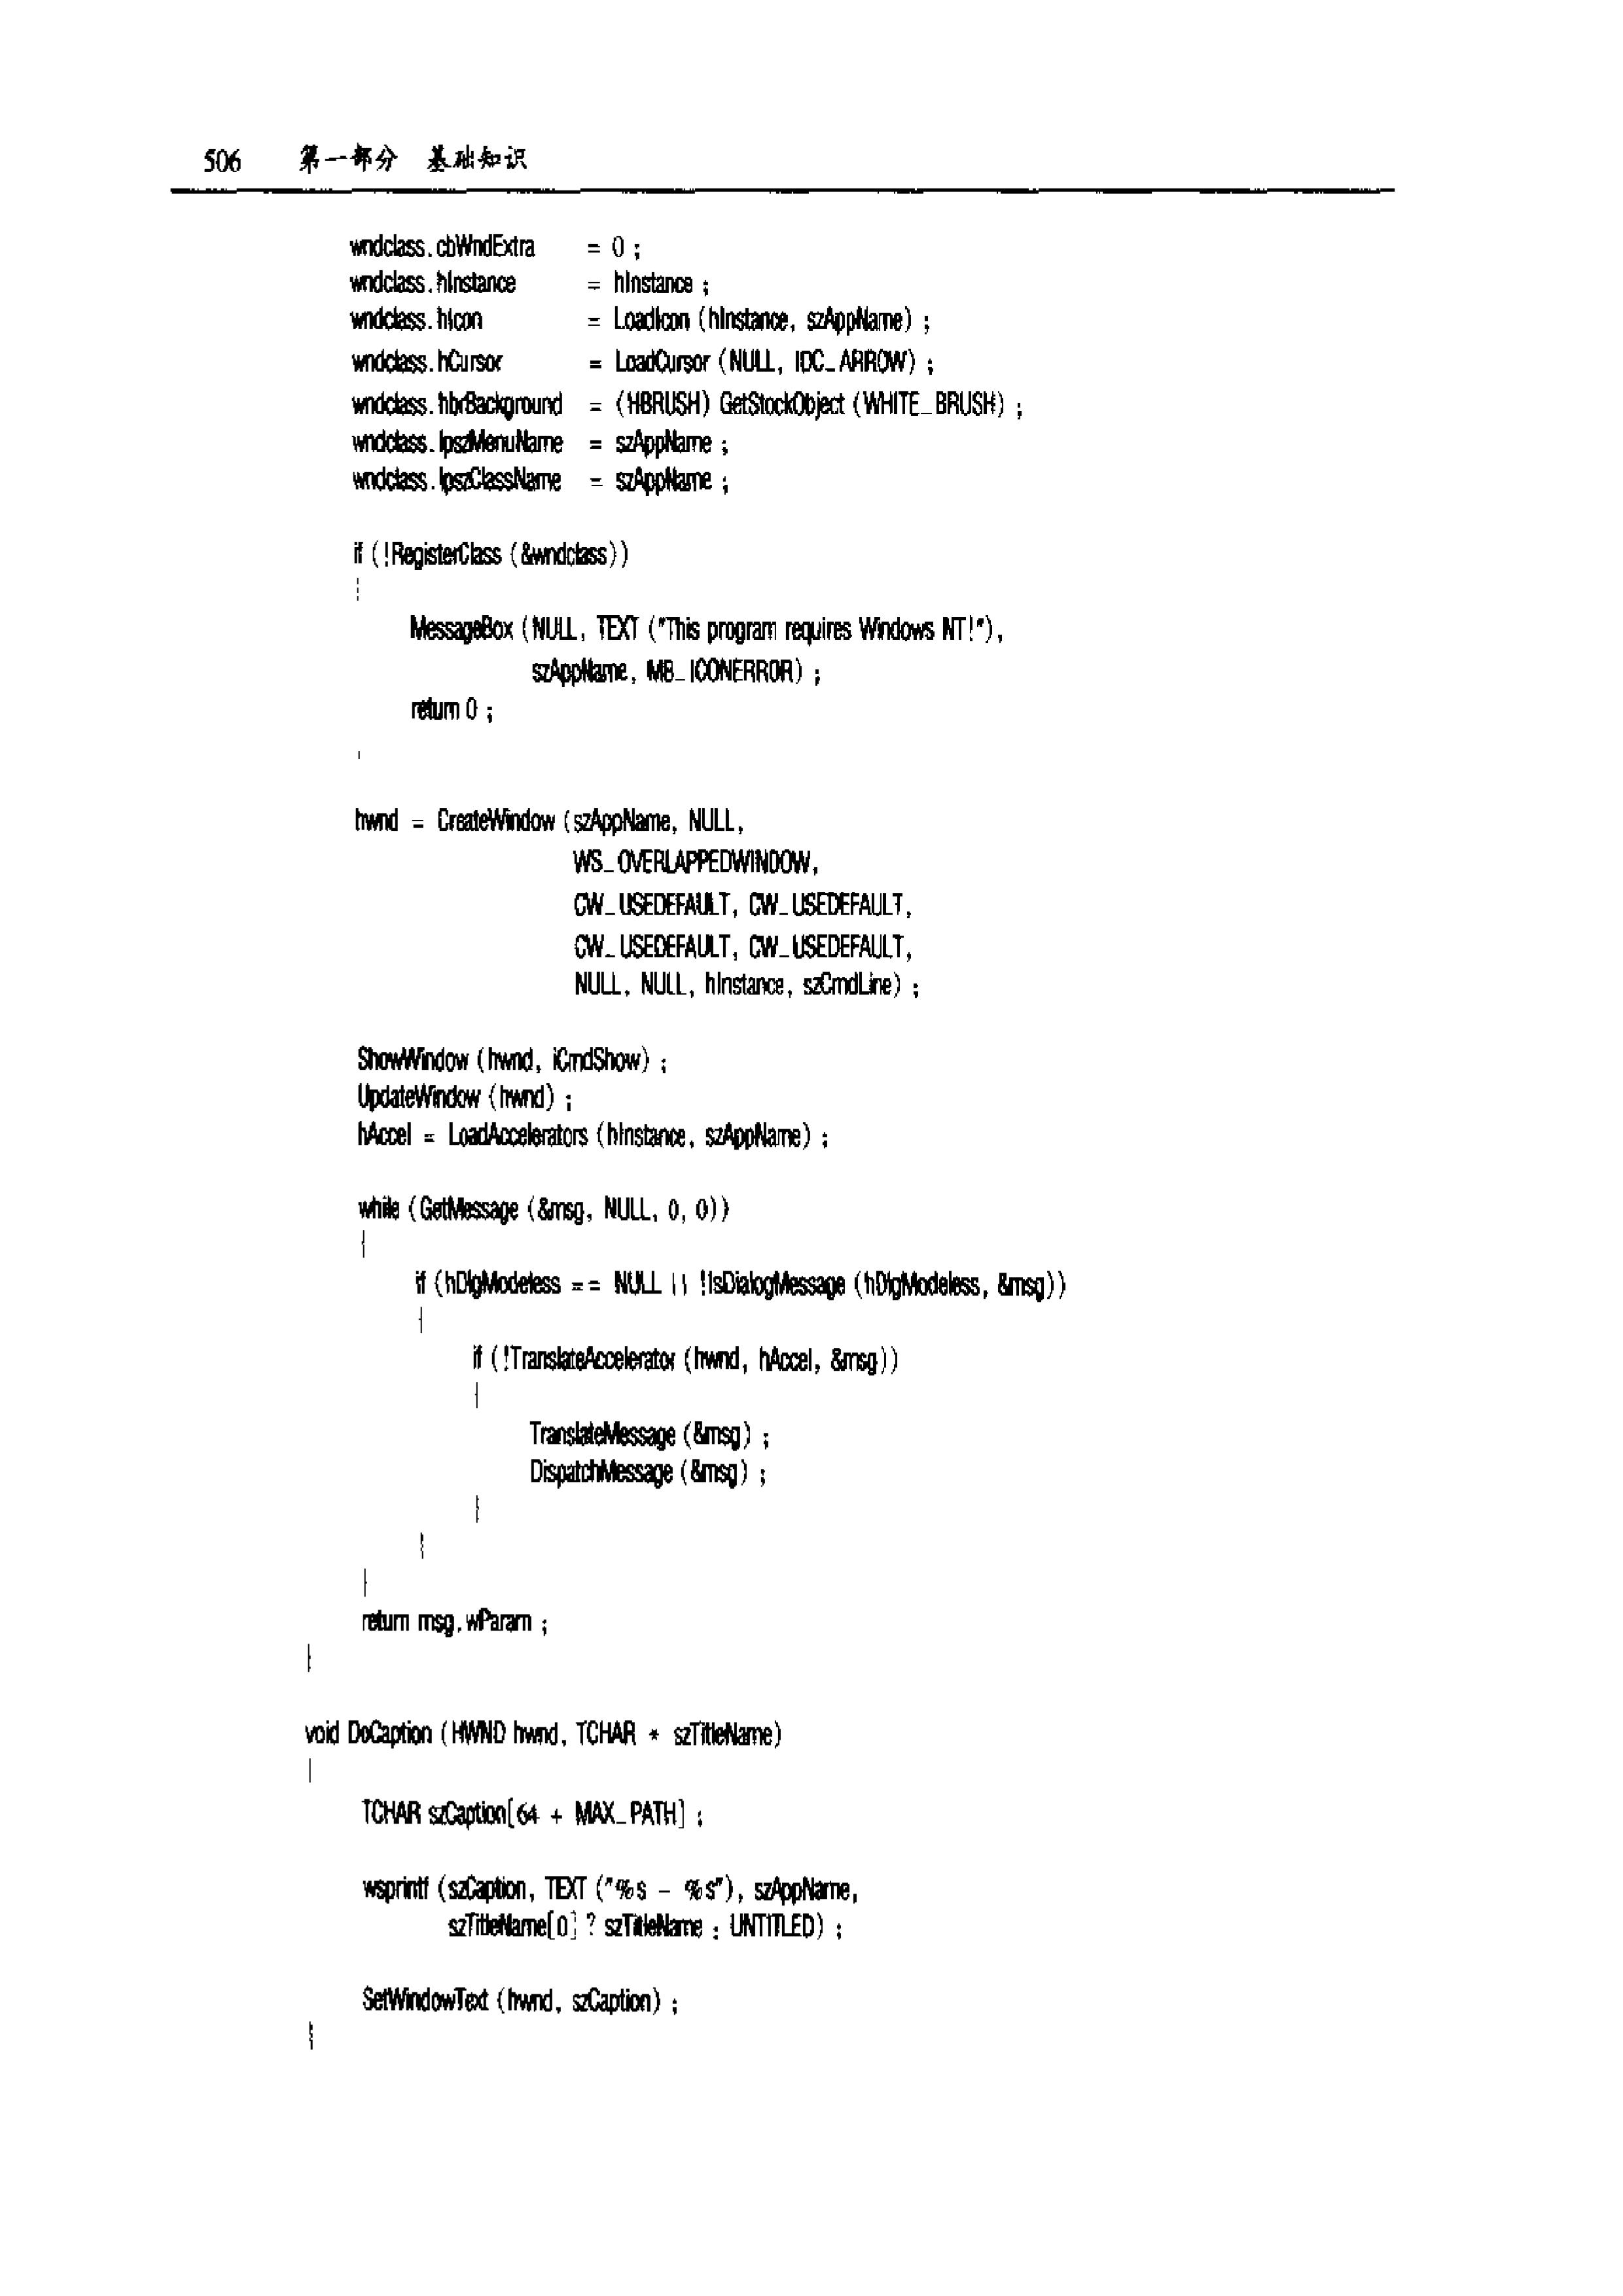 506 第一部分 基础知识
wndclass.cbWndExtra = 0 ;
wndclass.hInstance = hInstance ;
wndclass.hIcon = LoadIcon (hInstance, szAppName) ;
wndclass.hCursor = LoadCursor (NULL, IDC_ARROW) ;
wndclass.hbrBackground = (HBRUSH) GetStockObject (WHITE_BRUSH) ;
wndclass.lpszMenuName = szAppName ;
wndclass.lpszClassName = szAppName ;
if (!RegisterClass (&wndclass))
{
MessageBox (NULL, TEXT ("This program requires Windows NT!"),
szAppName, MB_ICONERROR) ;
return 0 ;
}
hwnd = CreateWindow (szAppName, NULL,
WS_OVERLAPPEDWINDOW,
CW_USEDEFAULT, CW_USEDEFAULT,
CW_USEDEFAULT, CW_USEDEFAULT,
NULL, NULL, hInstance, szCmdLine) ;
ShowWindow (hwnd, iCmdShow) ;
UpdateWindow (hwnd) ;
hAccel = LoadAccelerators (hInstance, szAppName) ;
while (GetMessage (&msg, NULL, 0, 0))
{
if (hDlgModeless == NULL || !IsDialogMessage (hDlgModeless, &msg))
{
if (!TranslateAccelerator (hwnd, hAccel, &msg))
{
TranslateMessage (&msg) ;
DispatchMessage (&msg) ;
}
}
}
return msg.wParam ;
}
void DoCaption (HWND hwnd, TCHAR * szTitleName)
{
TCHAR szCaption[64 + MAX_PATH] ;
wsprintf (szCaption, TEXT ("%s - %s"), szAppName,
szTitleName[0] ? szTitleName : UNTITLED) ;
SetWindowText (hwnd, szCaption) ;
}